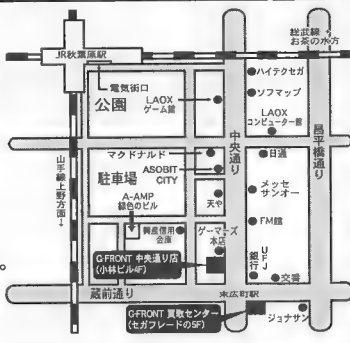 JR秋葉原駅
総武線↑
お茶の水方
電気街口
公園
LAOX
ゲーム館
ハイテクセガ
ソフマップ
LAOX
コンピューター館
中央通り
昌平橋通り
山手線上野方面↓
マクドナルド
ASOBIT
CITY
駐車場
日通
A-AMP
緑色のビル
天や
メッセ
サンオー
興産信用
金庫
ゲーマーズ
本店
FM館
UFJ
銀行
交番
G-FRONT 中央通り店
(小林ビル4F)
蔵前通り
末広町駅
G-FRONT 買取センター
(セガフレードの5F)
ジョナサン